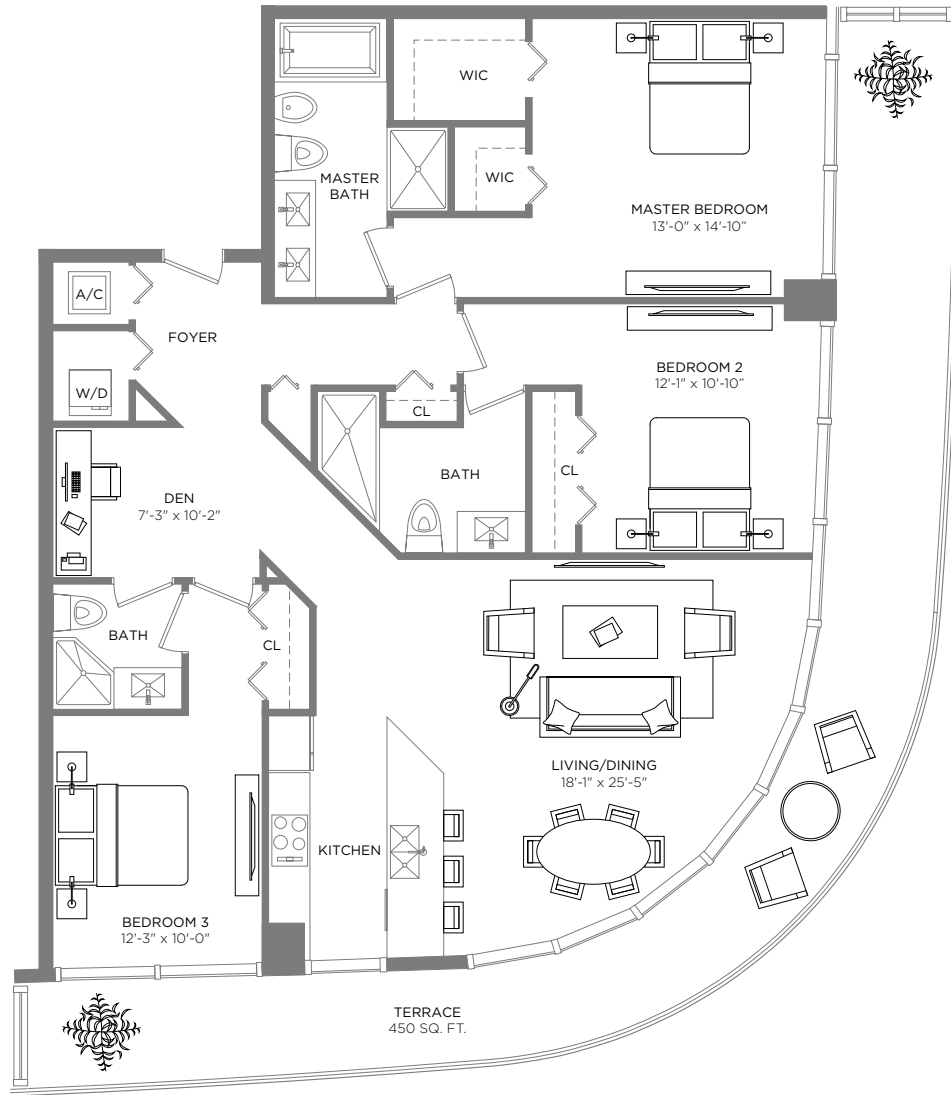 WIC
WIC
MASTER
BATH
MASTER BEDROOM
13'-0" x 14'-10"
A/C
FOYER
W/D
BEDROOM 2
12'-1" x 10'-10"
CL
BATH
CL
DEN
7'-3" x 10'-2"
BATH
CL
LIVING/DINING
18'-1" x 25'-5"
KITCHEN
BEDROOM 3
12'-3" x 10'-0"
TERRACE
450 SQ. FT.